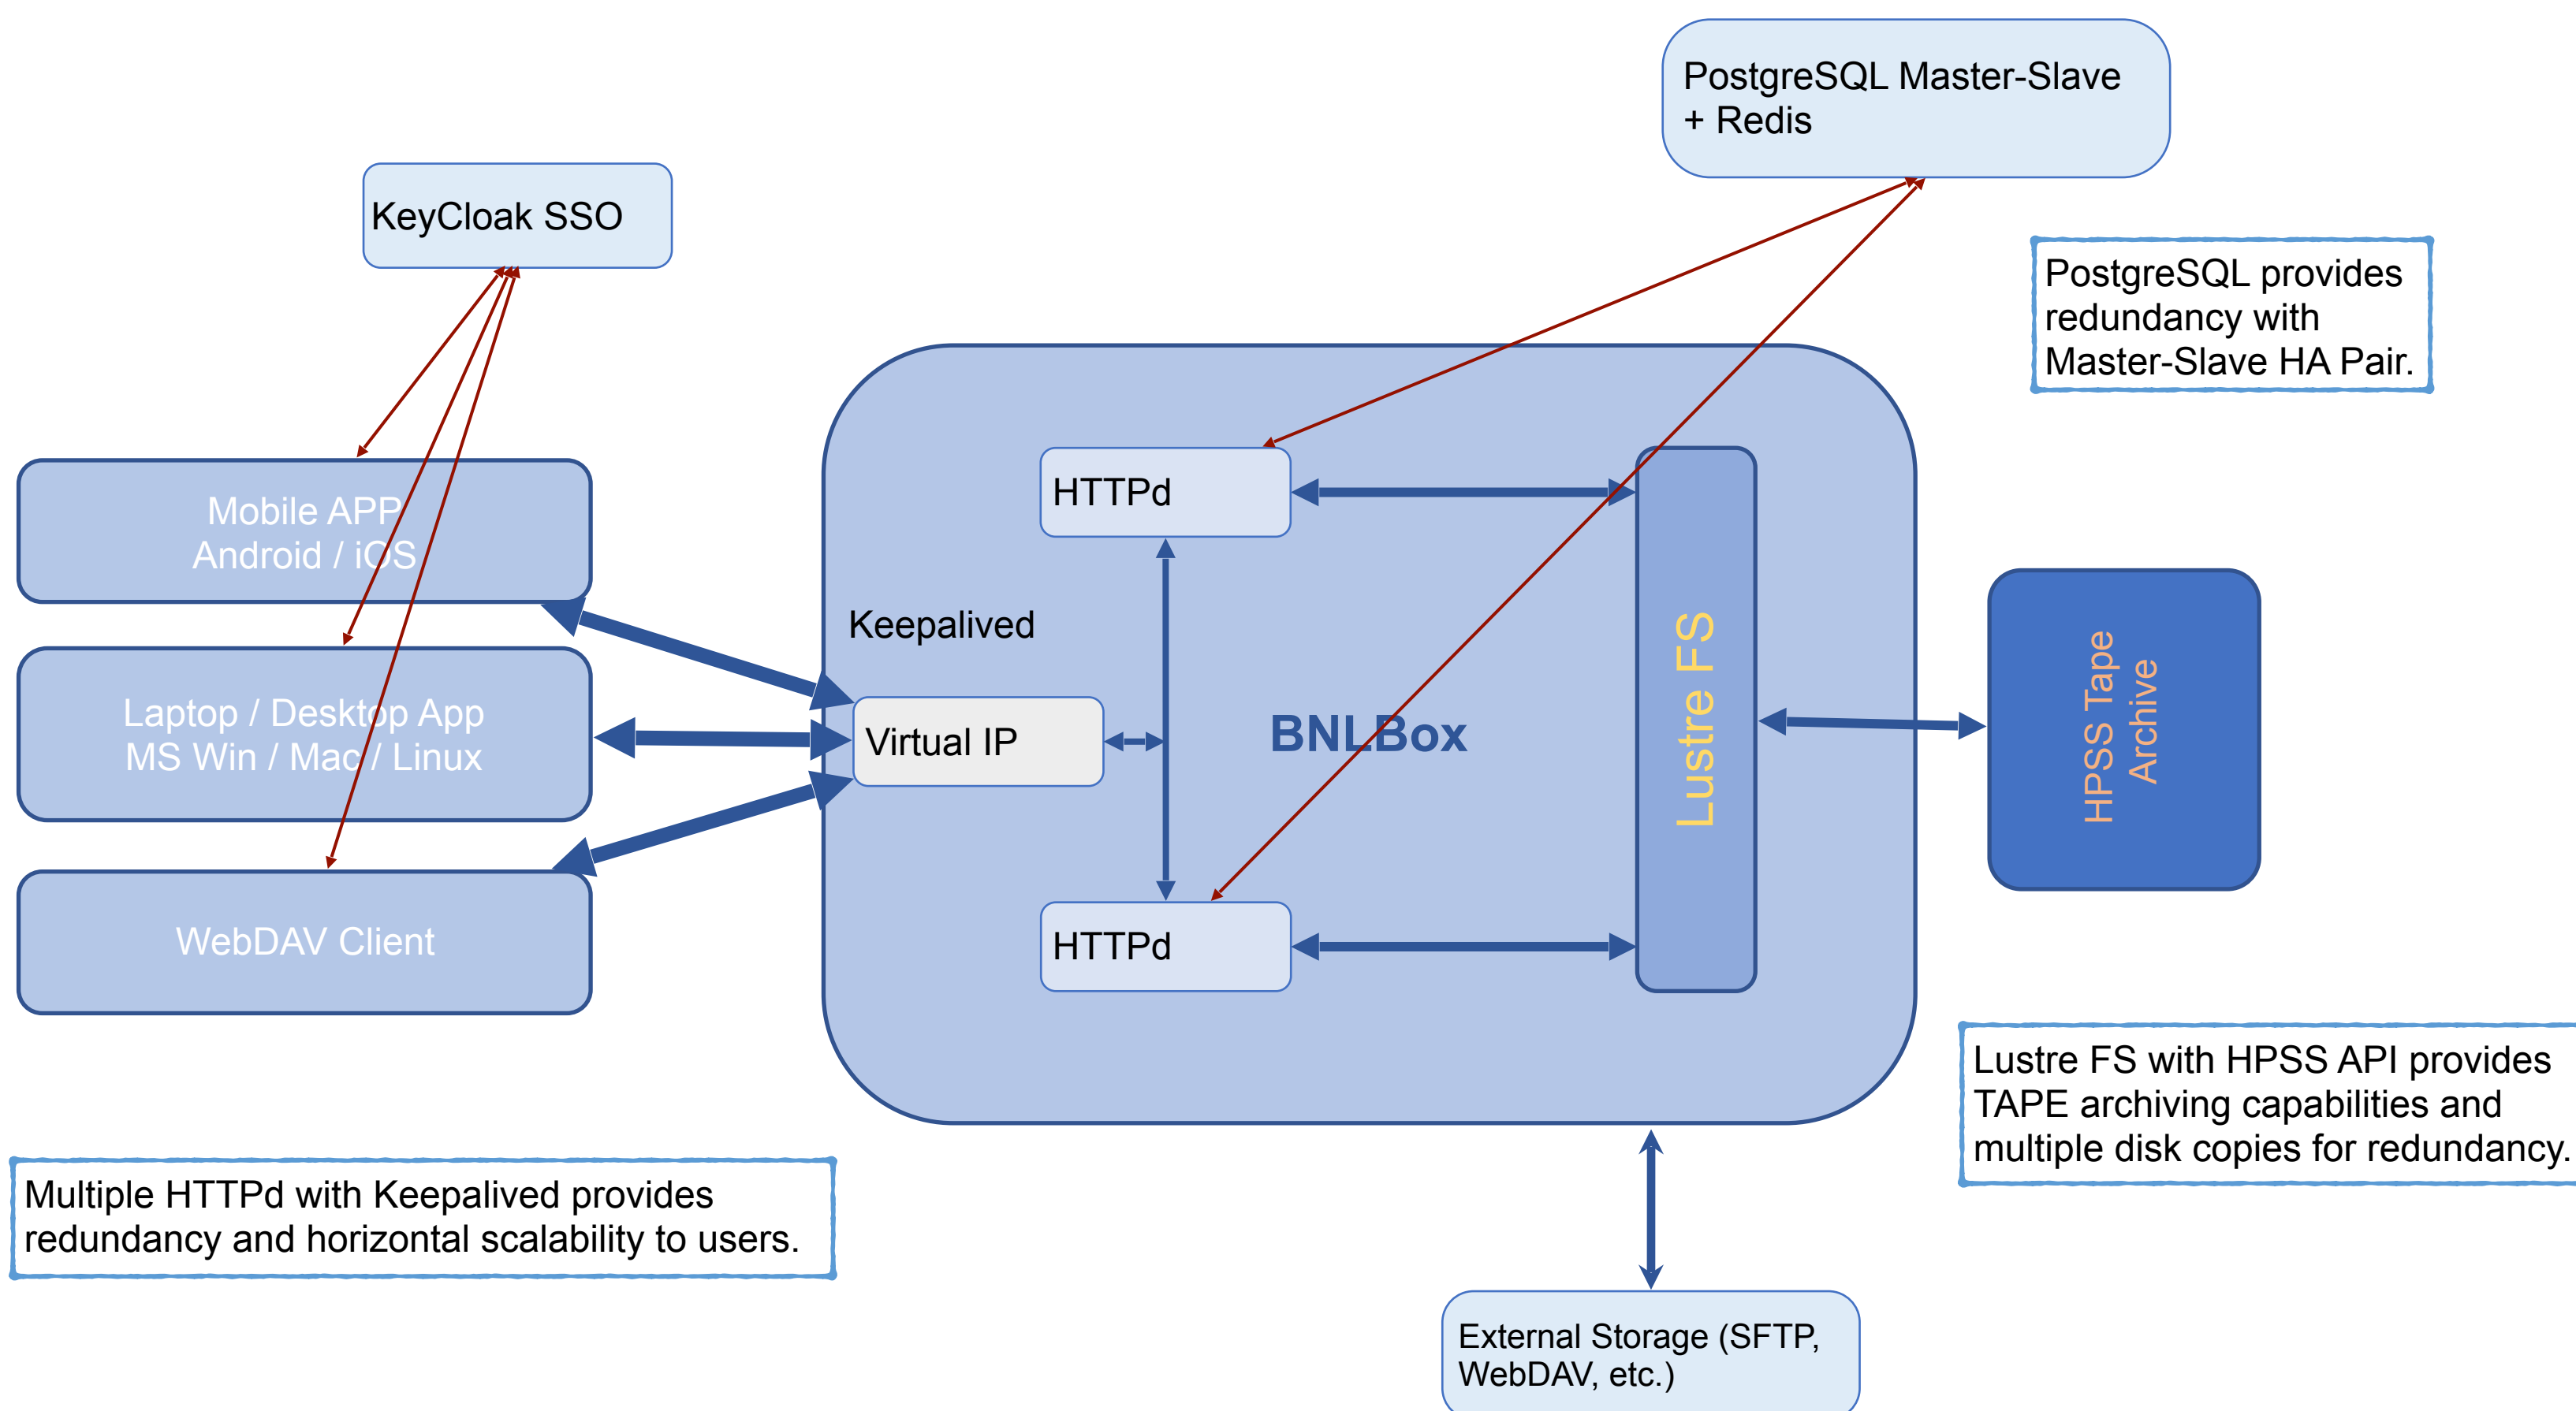 PostgreSQL Master-Slave
+ Redis
KeyCloak SSO
PostgreSQL provides
redundancy with
Master-Slave HA Pair.
Mobile APP
Android / iOS
HTTPd
Keepalived
Laptop / Desktop App
MS Win / Mac / Linux
Virtual IP
BNLBox
Lustre FS
HPSS Tape
Archive
WebDAV Client
HTTPd
Lustre FS with HPSS API provides
TAPE archiving capabilities and
multiple disk copies for redundancy.
Multiple HTTPd with Keepalived provides
redundancy and horizontal scalability to users.
External Storage (SFTP,
WebDAV, etc.)